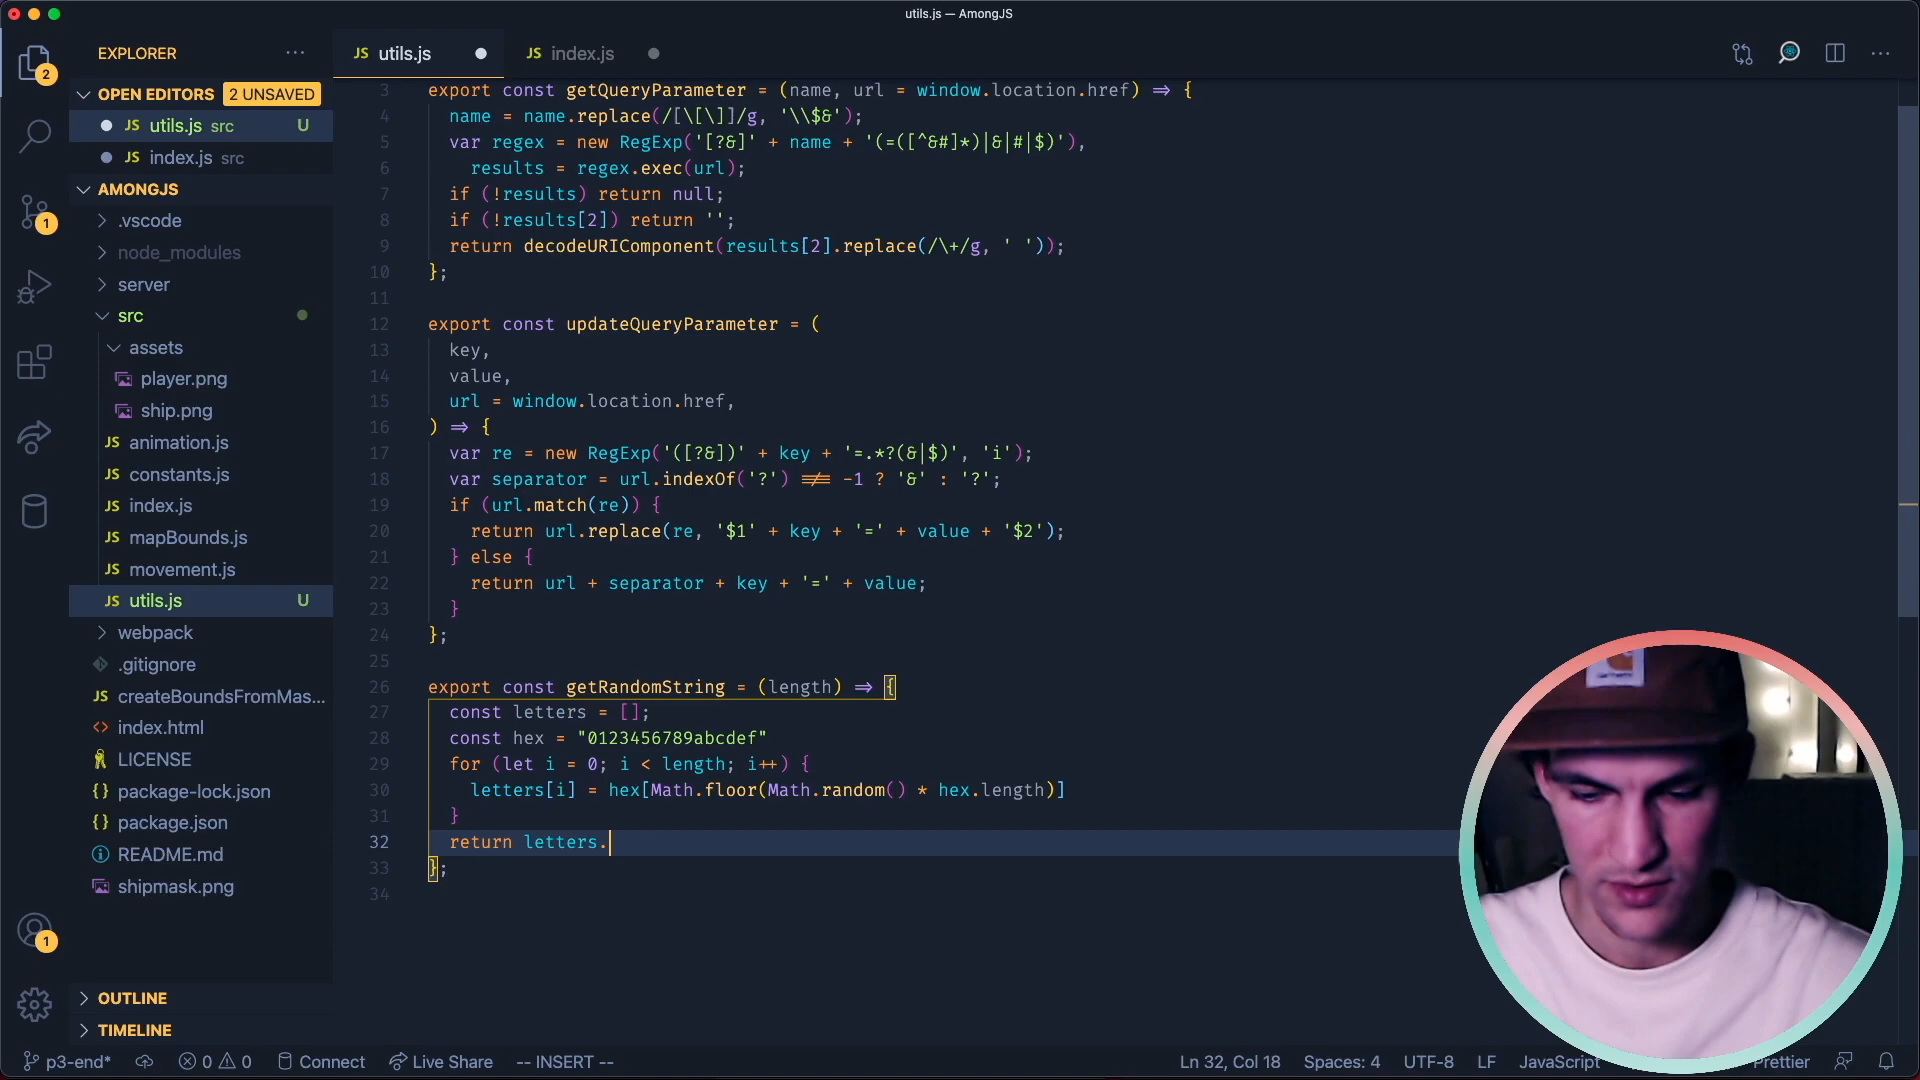 utils.js — AmongJS
EXPLORER
OPEN EDITORS 2 UNSAVED
JS utils.js src U
JS index.js src
AMONGJS
.vscode
node_modules
server
src
assets
player.png
ship.png
JS animation.js
JS constants.js
JS index.js
JS mapBounds.js
JS movement.js
JS utils.js U
webpack
.gitignore
JS createBoundsFromMas...
index.html
LICENSE
{} package-lock.json
{} package.json
README.md
shipmask.png
OUTLINE
TIMELINE
2
1
1
JS utils.js
JS index.js
3 export const getQueryParameter = (name, url = window.location.href) => {
4 name = name.replace(/[\[\]]/g, '\\$&');
5 var regex = new RegExp('[?&]' + name + '(=([^&#]*)|&|#|$)'),
6 results = regex.exec(url);
7 if (!results) return null;
8 if (!results[2]) return '';
9 return decodeURIComponent(results[2].replace(/\+/g, ' '));
10 };
11
12 export const updateQueryParameter = (
13 key,
14 value,
15 url = window.location.href,
16 ) => {
17 var re = new RegExp('([?&])' + key + '=.*?(&|$)', 'i');
18 var separator = url.indexOf('?') !== -1 ? '&' : '?';
19 if (url.match(re)) {
20 return url.replace(re, '$1' + key + '=' + value + '$2');
21 } else {
22 return url + separator + key + '=' + value;
23 }
24 };
25
26 export const getRandomString = (length) => {
27 const letters = [];
28 const hex = "0123456789abcdef"
29 for (let i = 0; i < length; i++) {
30 letters[i] = hex[Math.floor(Math.random() * hex.length)]
31 }
32 return letters.
33 };
34
p3-end* 0 0 Connect Live Share -- INSERT -- Ln 32, Col 18 Spaces: 4 UTF-8 LF JavaScript Prettier